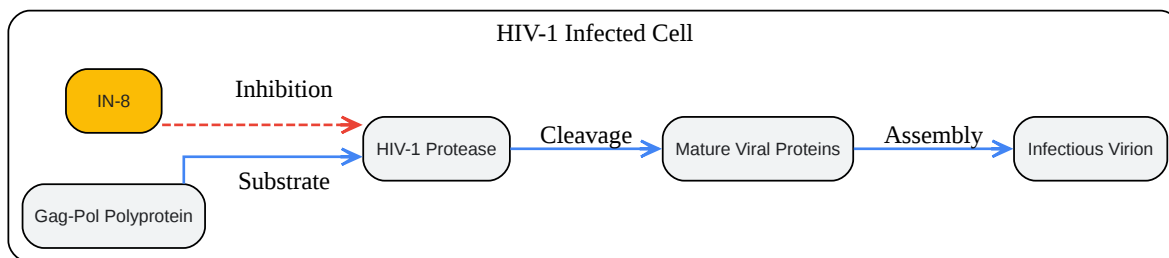 HIV-1 Infected Cell
IN-8
Inhibition
HIV-1 Protease
Cleavage
Mature Viral Proteins
Assembly
Infectious Virion
Substrate
Gag-Pol Polyprotein